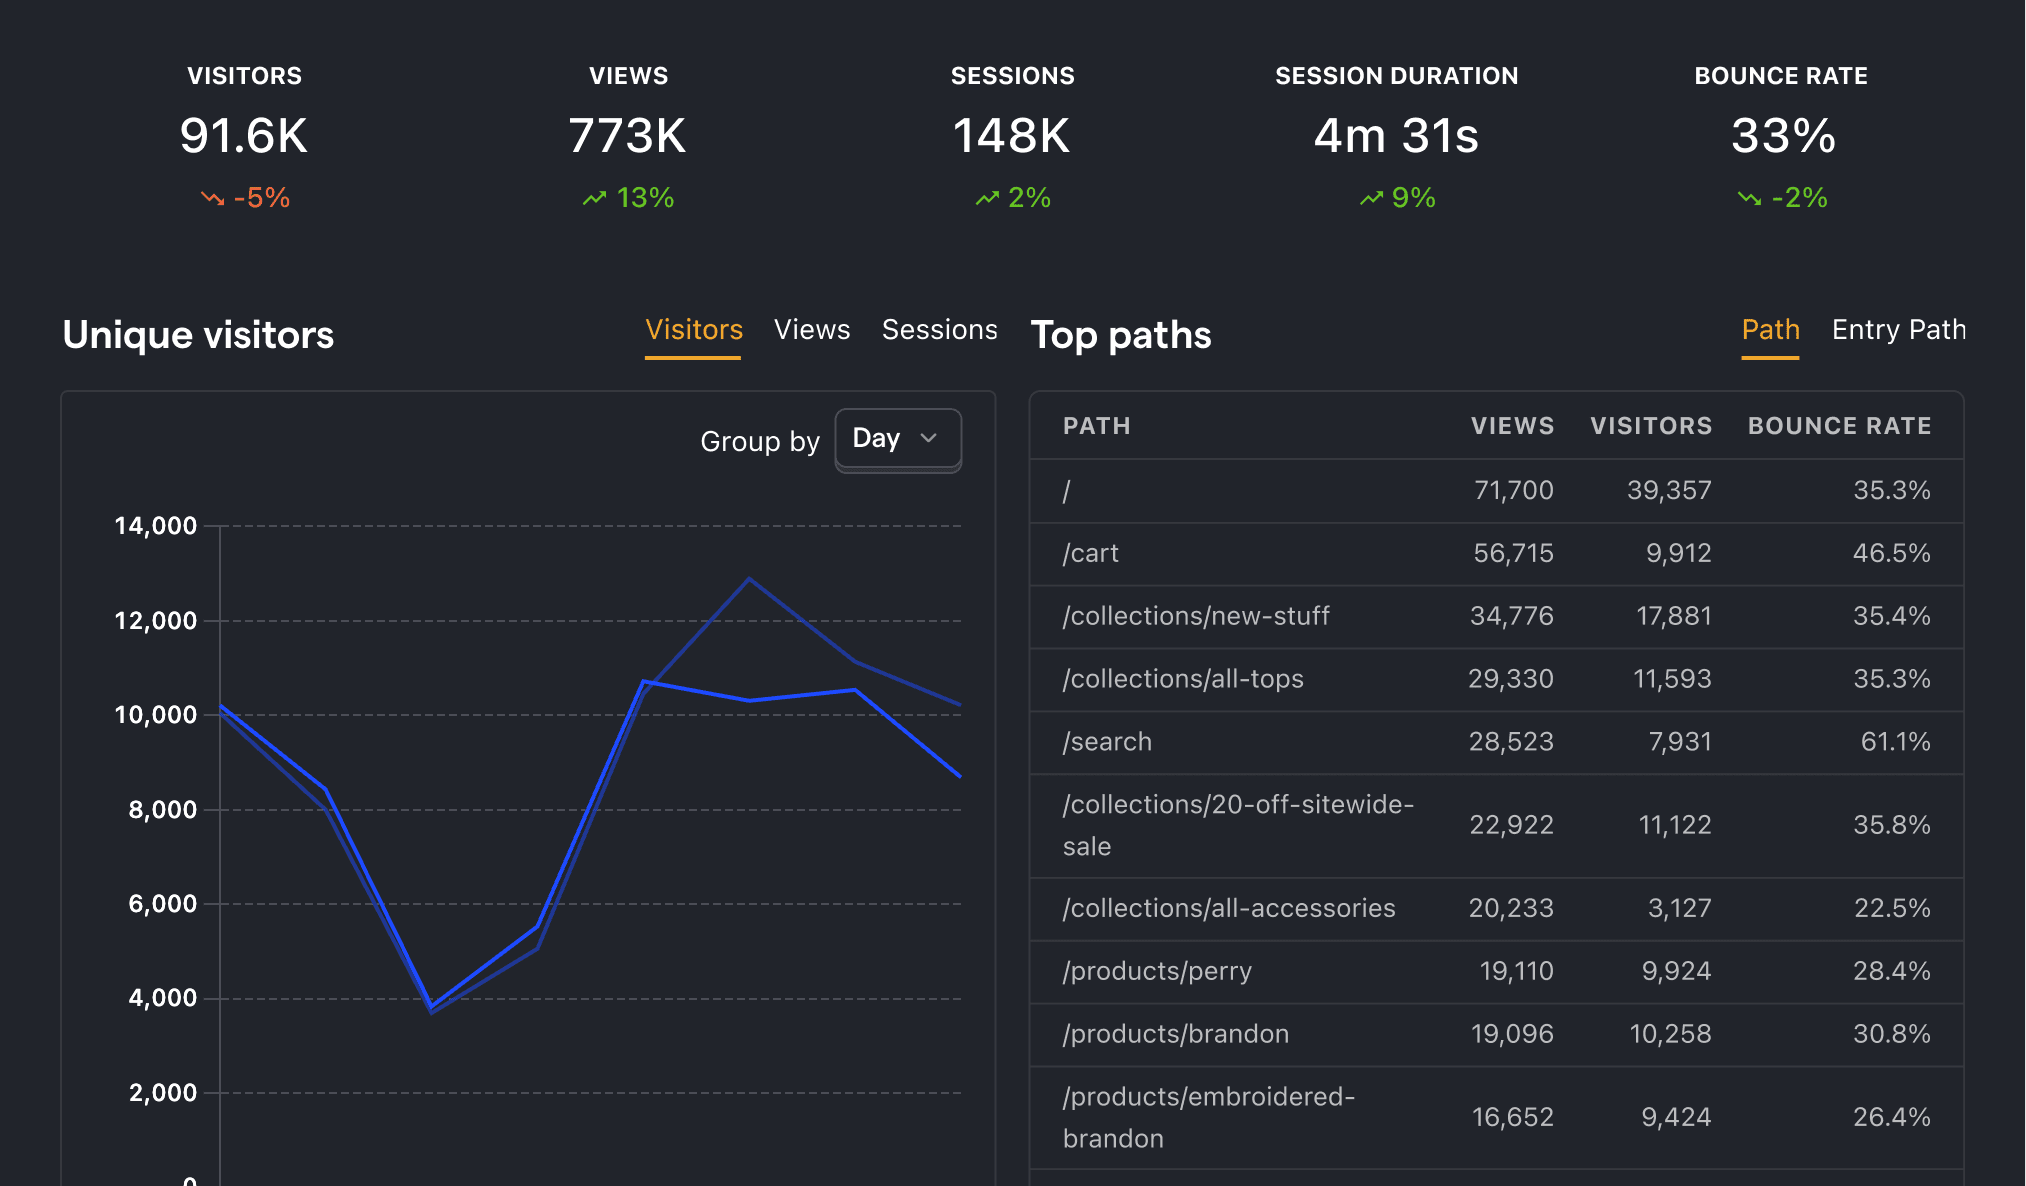 VISITORS
91.6K
-5%
VIEWS
773K
13%
SESSIONS
148K
2%
SESSION DURATION
4m 31s
9%
BOUNCE RATE
33%
-2%
Unique visitors
Visitors Views Sessions
Group by Day
14,000
12,000
10,000
8,000
6,000
4,000
2,000
0
Top paths
Path Entry Path
PATH VIEWS VISITORS BOUNCE RATE
/ 71,700 39,357 35.3%
/cart 56,715 9,912 46.5%
/collections/new-stuff 34,776 17,881 35.4%
/collections/all-tops 29,330 11,593 35.3%
/search 28,523 7,931 61.1%
/collections/20-off-sitewide-
sale 22,922 11,122 35.8%
/collections/all-accessories 20,233 3,127 22.5%
/products/perry 19,110 9,924 28.4%
/products/brandon 19,096 10,258 30.8%
/products/embroidered-
brandon 16,652 9,424 26.4%